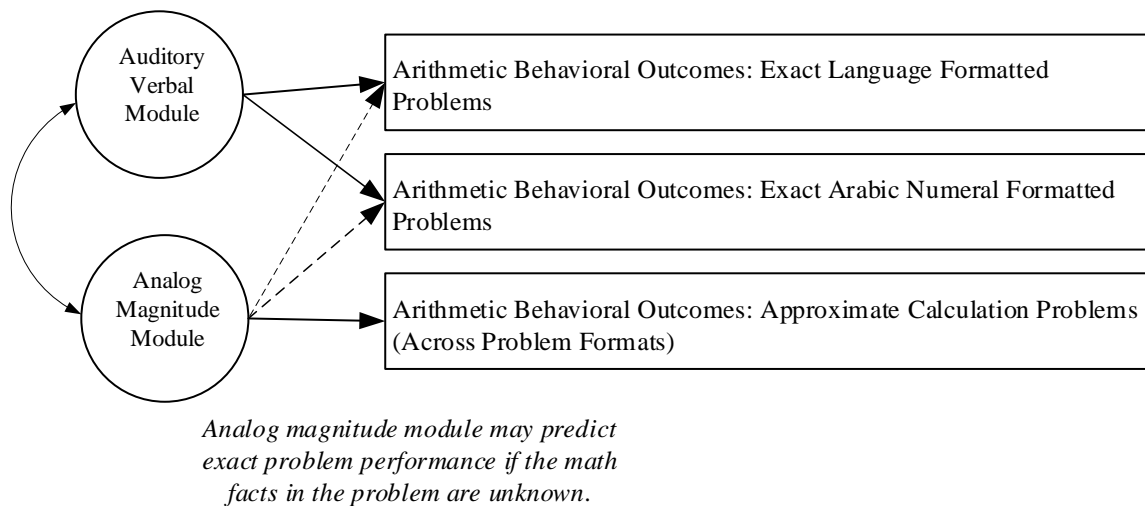 Auditory
Verbal
Module
Arithmetic Behavioral Outcomes: Exact Language Formatted
Problems
Arithmetic Behavioral Outcomes: Exact Arabic Numeral Formatted
Problems
Analog
Magnitude
Module
Arithmetic Behavioral Outcomes: Approximate Calculation Problems
(Across Problem Formats)
Analog magnitude module may predict
exact problem performance if the math
facts in the problem are unknown.